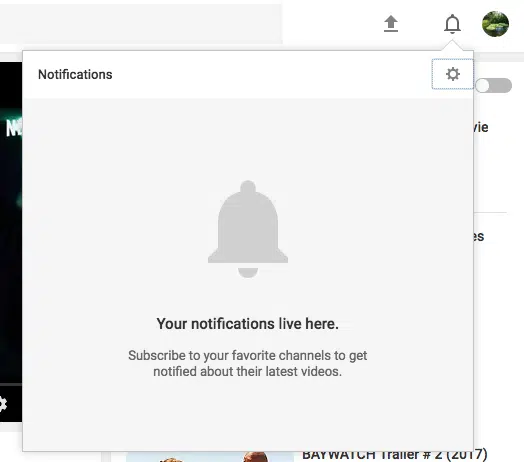 Notifications
vie
es
Your notifications live here.
Subscribe to your favorite channels to get
notified about their latest videos.
BAYWATCH Trailer # 2 (2017)